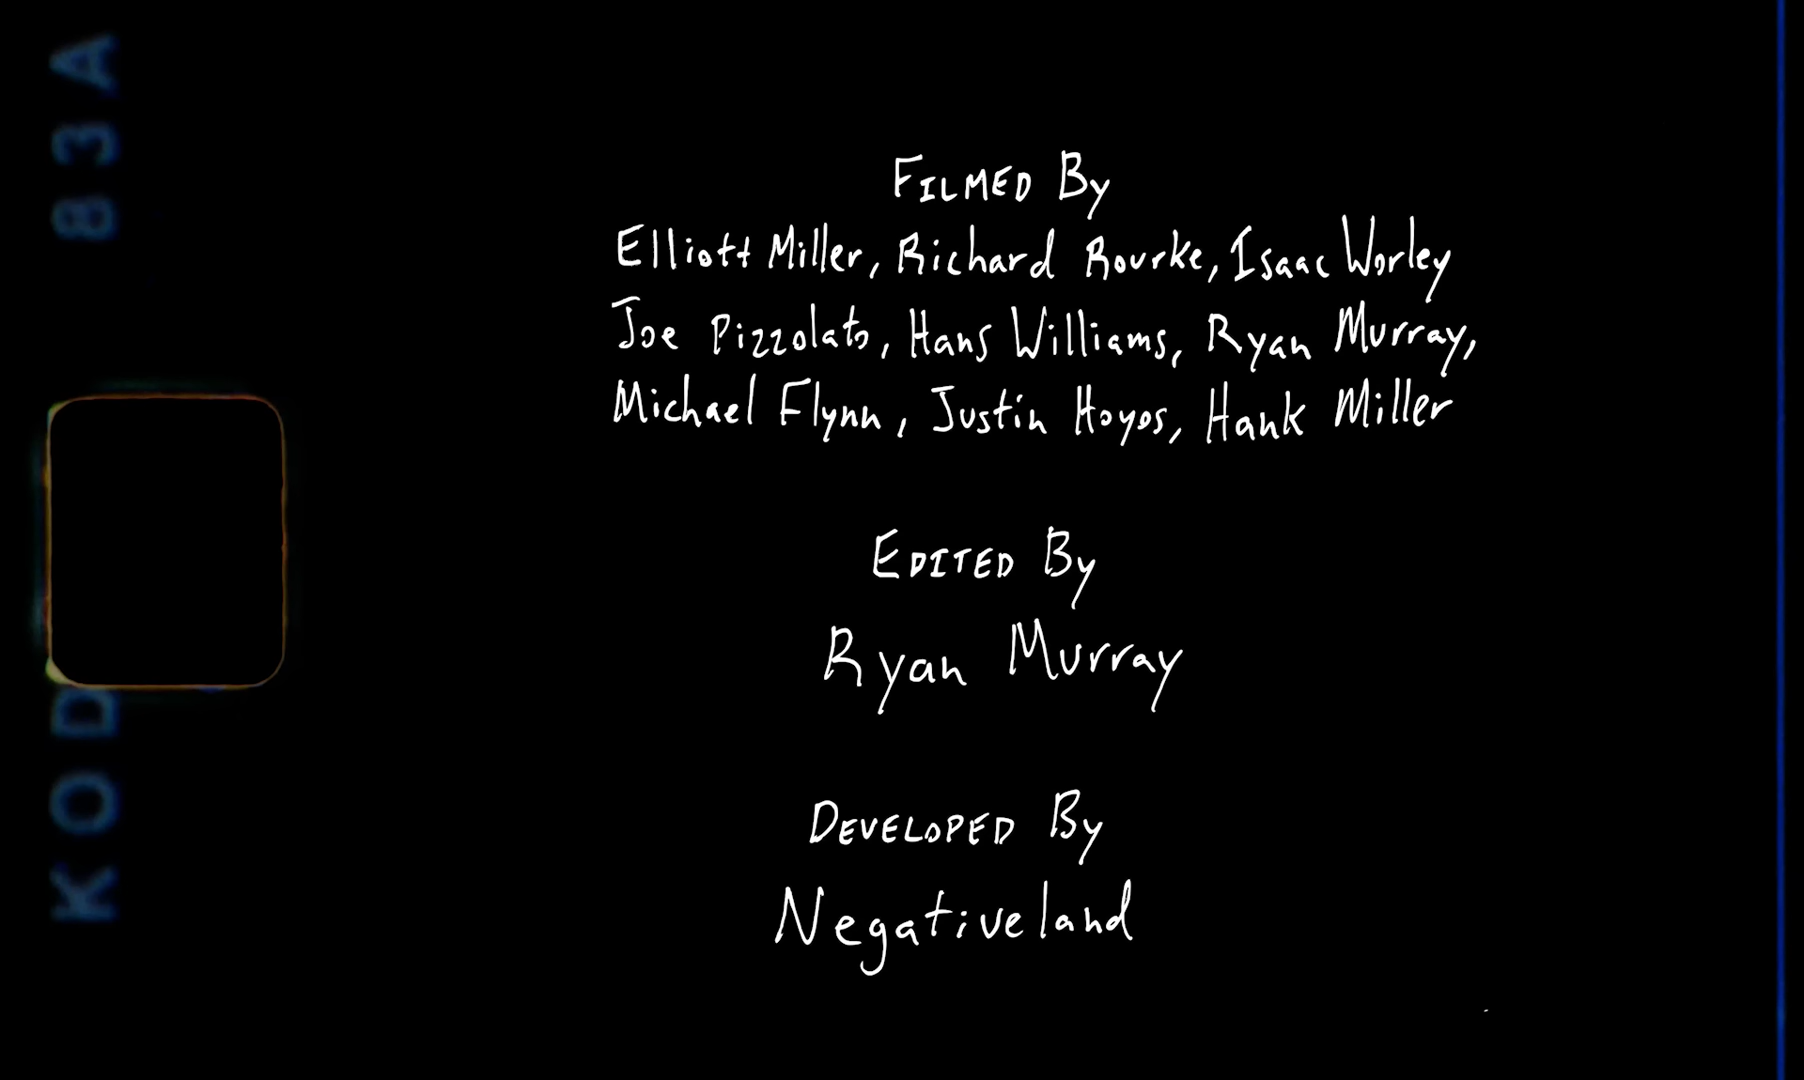 FILMED By
Elliott Miller, Richard Rourke, Isaac Worley
Joe Pizzolato, Hans Williams, Ryan Murray,
Michael Flynn, Justin Hoyos, Hank Miller
EDITED By
Ryan Murray
DEVELOPED By
Negativeland
KOD
83A